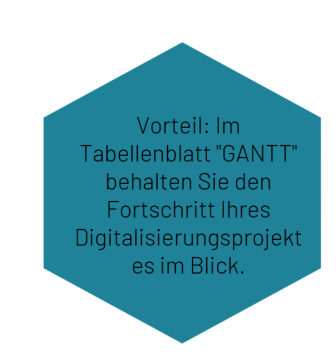 Vorteil: Im
Tabellenblatt "GANTT"
behalten Sie den
Fortschritt Ihres
Digitalisierungsprojekt
es im Blick.